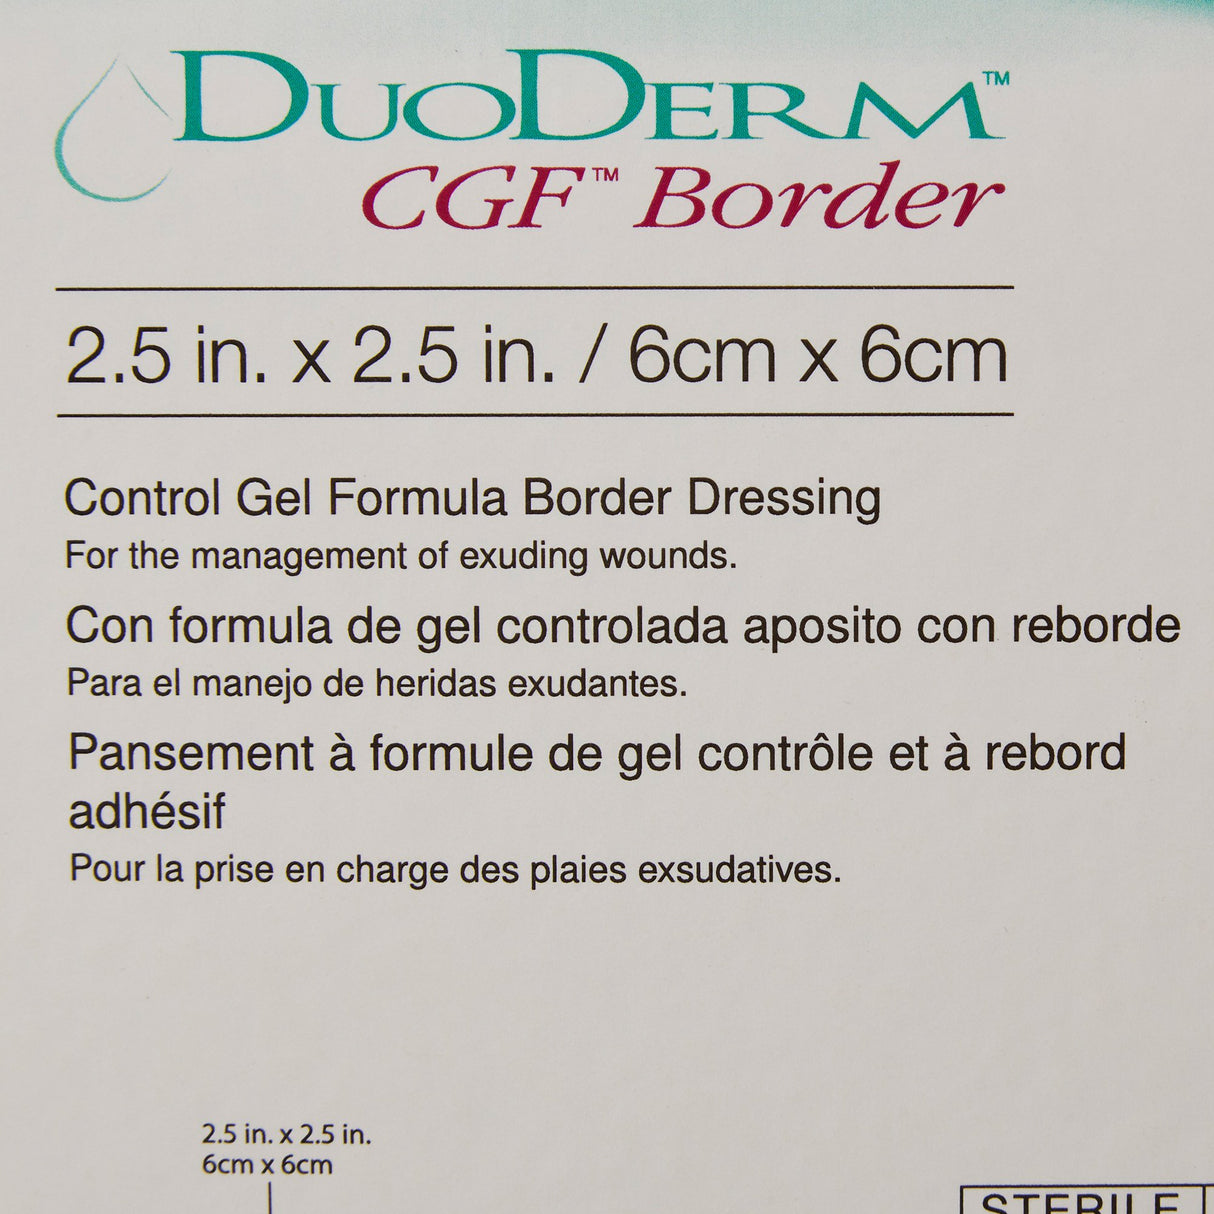 DUODERM™
CGF™ Border
2.5 in. x 2.5 in. / 6cm x 6cm
Control Gel Formula Border Dressing
For the management of exuding wounds.
Con formula de gel controlada aposito con reborde
Para el manejo de heridas exudantes.
Pansement à formule de gel contrôle et à rebord
adhésif
Pour la prise en charge des plaies exsudatives.
2.5 in. x 2.5 in.
6cm x 6cm
STERILE